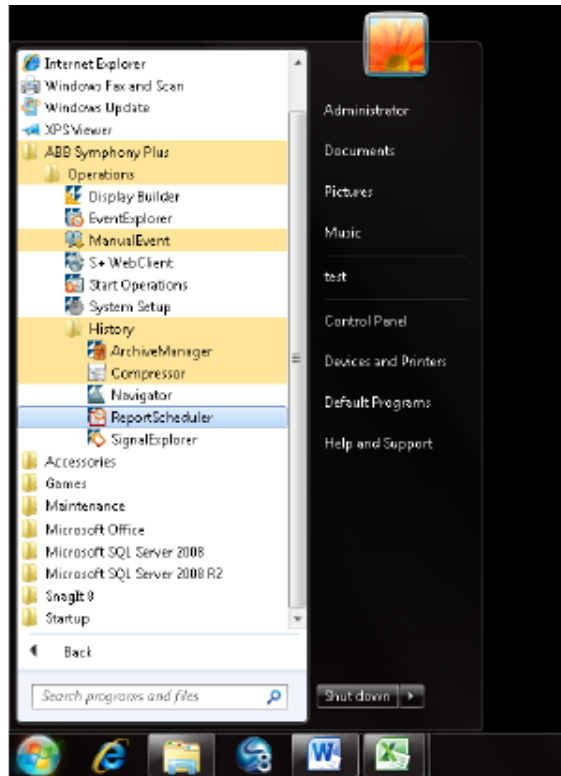 Internet Explorer
Windows Fax and Scan
Windows Update
XPS Viewer
ABB Symphony Plus
Operations
Display Builder
EventExplorer
ManualEvent
S+ WebClient
Start Operations
System Setup
History
ArchiveManager
Compressor
Navigator
ReportScheduler
SignalExplorer
Accessories
Games
Maintenance
Microsoft Office
Microsoft SQL Server 2008
Microsoft SQL Server 2008 R2
SnagIt 9
Startup
Back
Search programs and files
Administrator
Documents
Pictures
Music
test
Control Panel
Devices and Printers
Default Programs
Help and Support
Shut down